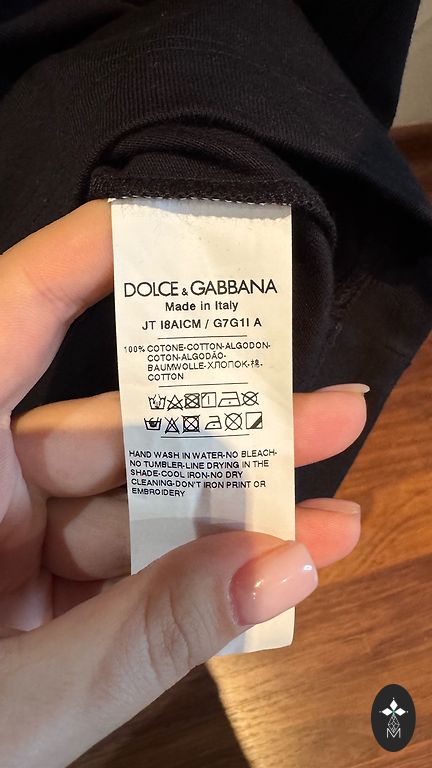 DOLCE & GABBANA
Made in Italy
JT I8AICM / G7G1I A
100% COTONE-COTTON-ALGODON-
COTON-ALGODÃO-
BAUMWOLLE-ХЛОПОК-棉-
COTTON
HAND WASH IN WATER-NO BLEACH-
NO TUMBLER-LINE DRYING IN THE
SHADE-COOL IRON-NO DRY
CLEANING-DON'T IRON PRINT OR
EMBROIDERY
M